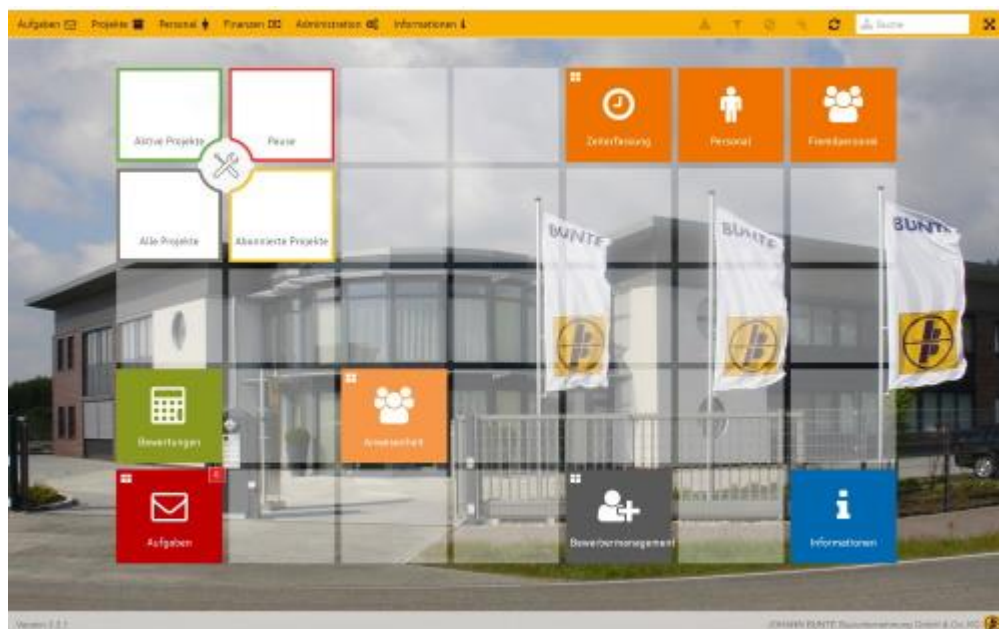 Aufgaben Projekte Personal Finanzen Administration Informationen Suche
Aktive Projekte Pause Zeiterfassung Personal Fremdpersonal
Alle Projekte Abonnierte Projekte
BUNTE BUNTE BUNTE
Bewertungen Anwesenheit
Aufgaben Bewerbermanagement Informationen
JOHANN BUNTE Bauunternehmung GmbH & Co. KG